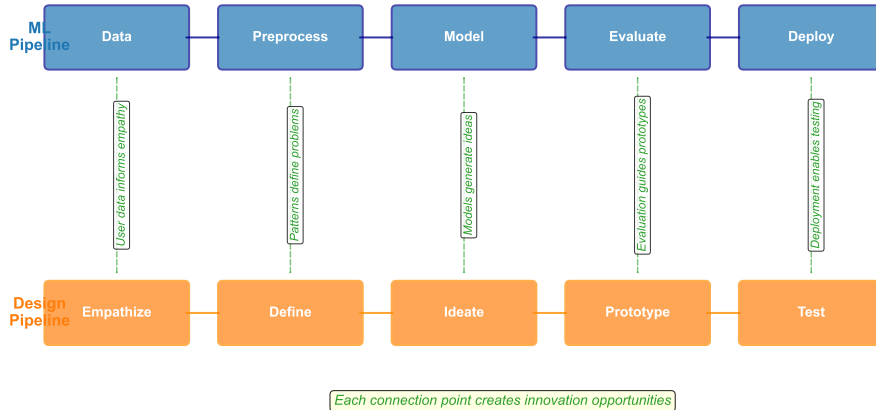 ML
Pipeline
Data
Preprocess
Model
Evaluate
Deploy
User data informs empathy
Patterns define problems
Models generate ideas
Evaluation guides prototypes
Deployment enables testing
Design
Pipeline
Empathize
Define
Ideate
Prototype
Test
Each connection point creates innovation opportunities